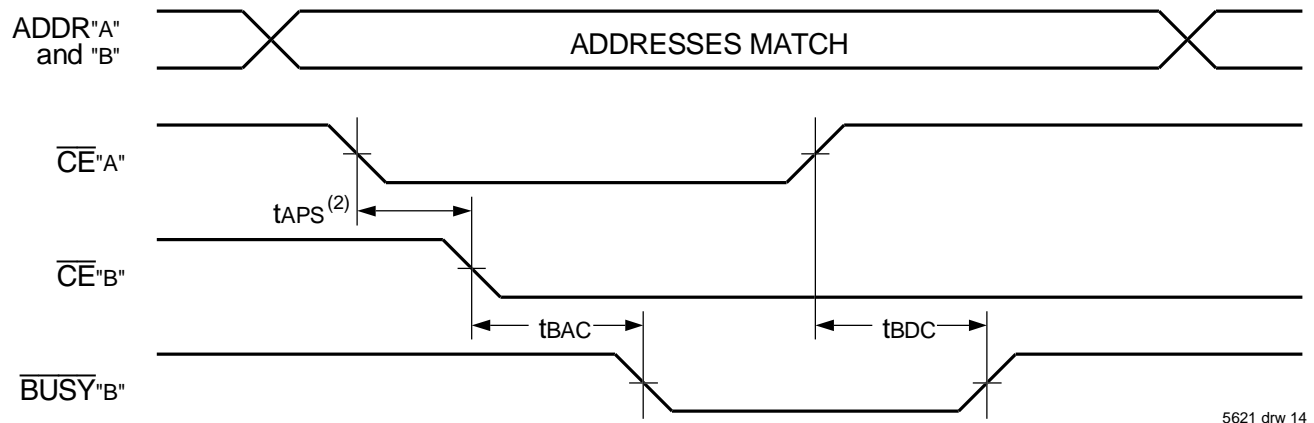 ADDR"A"
and "B"
ADDRESSES MATCH
CE"A"
tAPS(2)
CE"B"
tBAC
tBDC
BUSY"B"
5621 drw 14